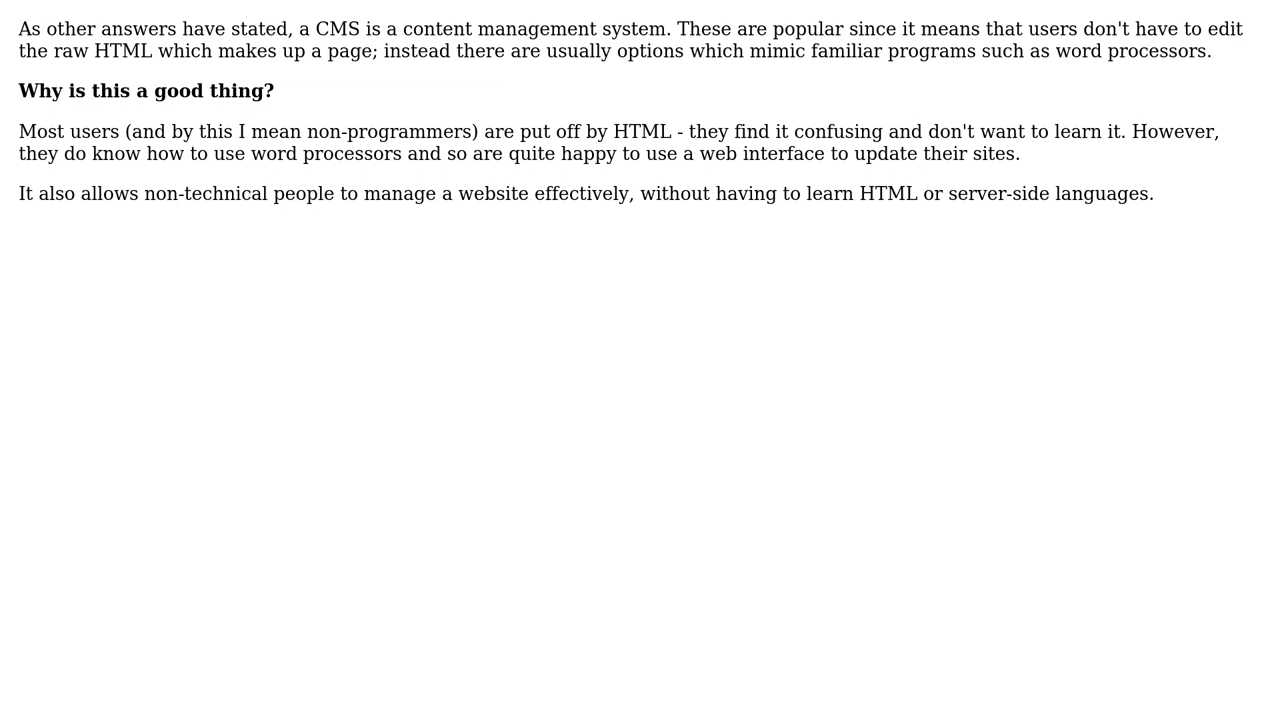 As other answers have stated, a CMS is a content management system. These are popular since it means that users don't have to edit
the raw HTML which makes up a page; instead there are usually options which mimic familiar programs such as word processors.
Why is this a good thing?
Most users (and by this I mean non-programmers) are put off by HTML - they find it confusing and don't want to learn it. However,
they do know how to use word processors and so are quite happy to use a web interface to update their sites.
It also allows non-technical people to manage a website effectively, without having to learn HTML or server-side languages.